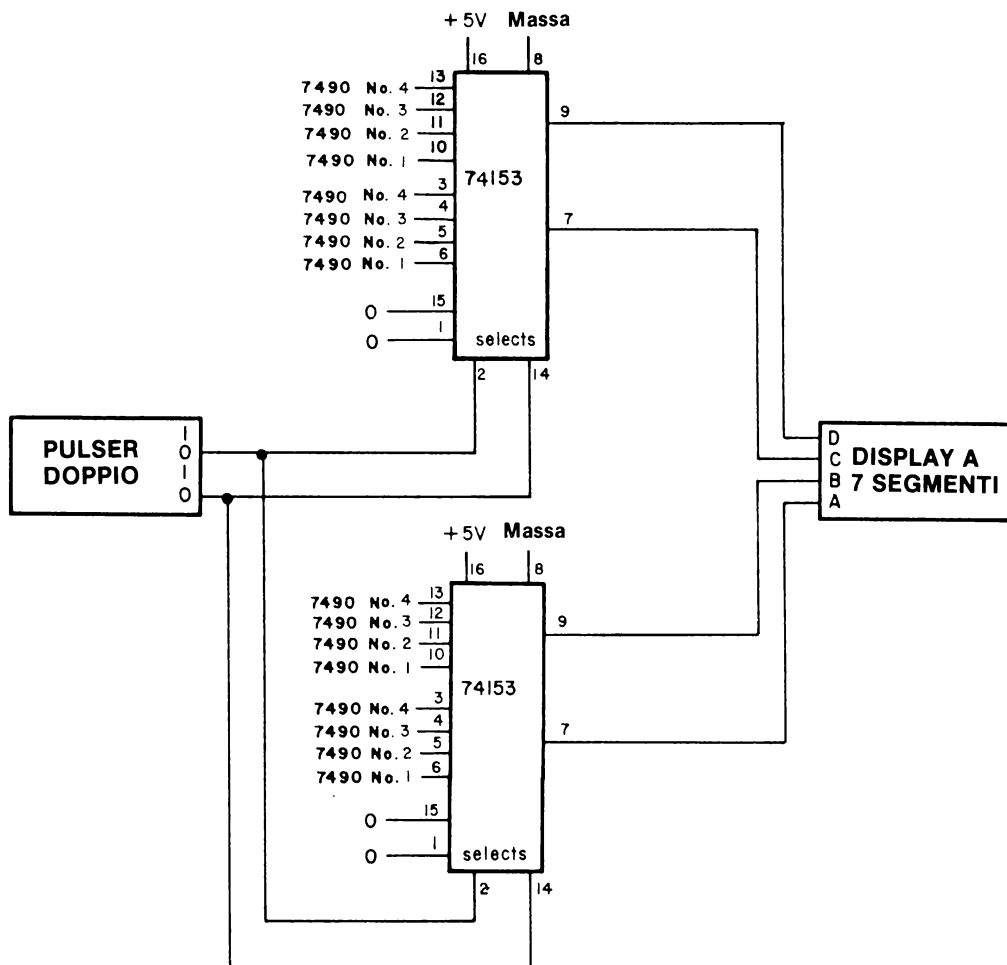 +5V Massa
16 8
7490 No. 4 13
7490 No. 3 12
7490 No. 2 11
7490 No. 1 10
7490 No. 4 3
7490 No. 3 4
7490 No. 2 5
7490 No. 1 6
74153
9
7
0 15
0 1
selects
2 14
PULSER
DOPPIO
1
0
1
0
D
C
B
A
DISPLAY A
7 SEGMENTI
+5V Massa
16 8
7490 No. 4 13
7490 No. 3 12
7490 No. 2 11
7490 No. 1 10
7490 No. 4 3
7490 No. 3 4
7490 No. 2 5
7490 No. 1 6
74153
9
7
0 15
0 1
selects
2 14